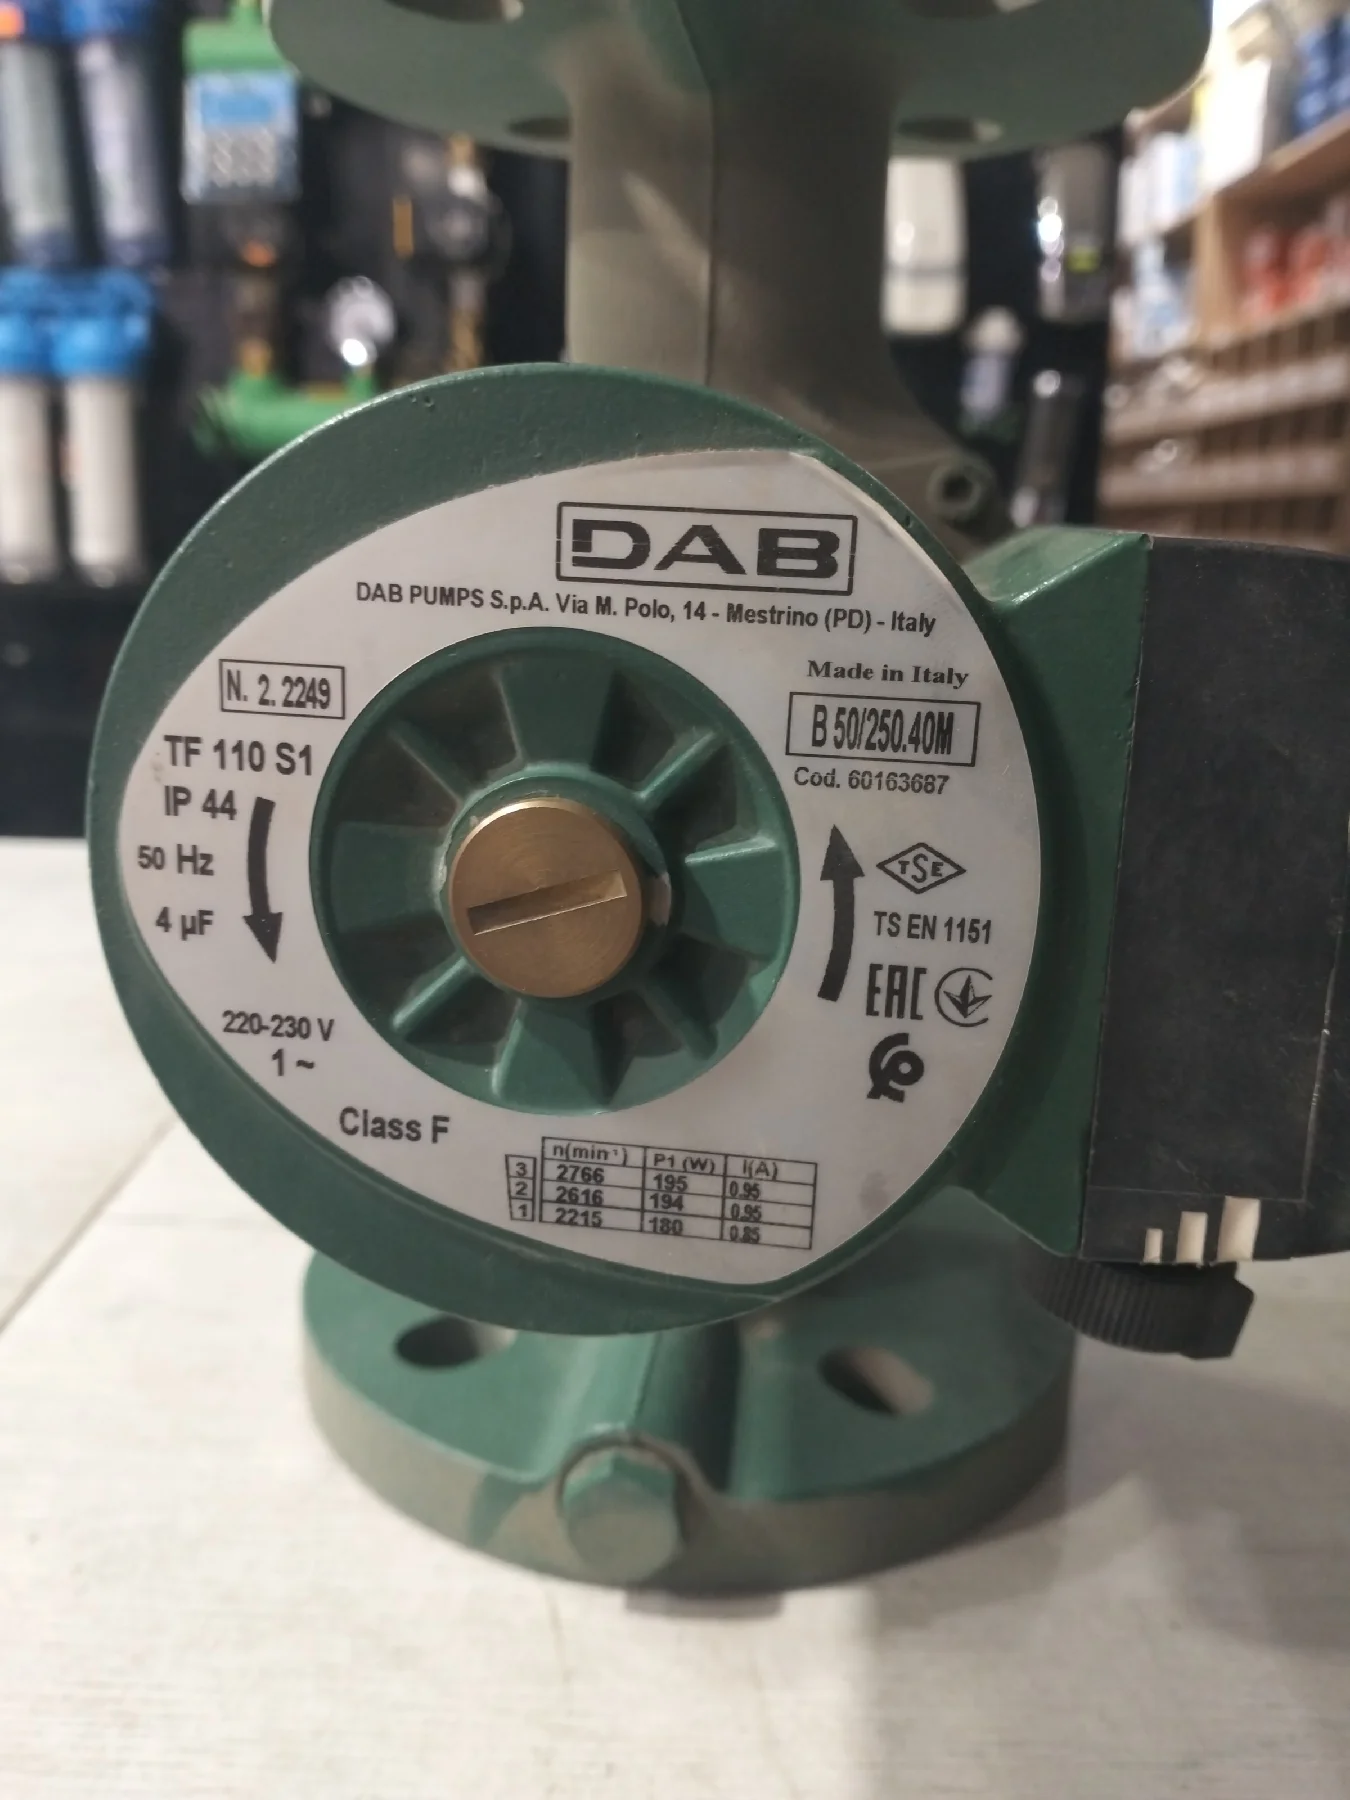 DAB
DAB PUMPS S.p.A. Via M. Polo, 14 - Mestrino (PD) - Italy
Made in Italy
N. 2. 2249
B 50/250.40M
Cod. 60163687
TF 110 S1
IP 44
50 Hz
4 µF
TSE
TS EN 1151
EAC
220-230 V
1 ~
Class F
n(min⁻¹) P1 (W) I(A)
3 2766 195 0.95
2 2616 194 0.95
1 2215 180 0.85